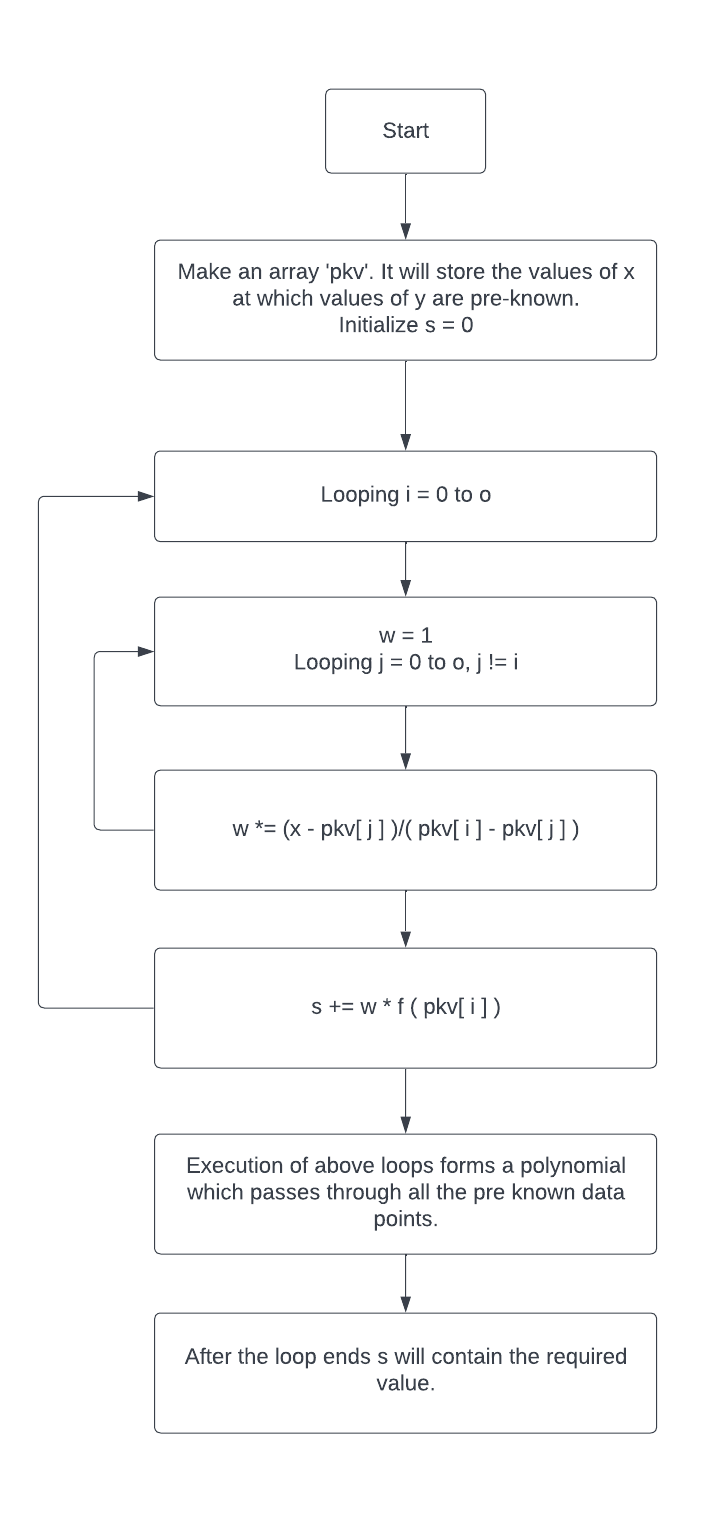 Start
Make an array 'pkv'. It will store the values of x
at which values of y are pre-known.
Initialize s = 0
Looping i = 0 to o
w = 1
Looping j = 0 to o, j != i
w *= (x - pkv[ j ] )/( pkv[ i ] - pkv[ j ] )
s += w * f ( pkv[ i ] )
Execution of above loops forms a polynomial
which passes through all the pre known data
points.
After the loop ends s will contain the required
value.